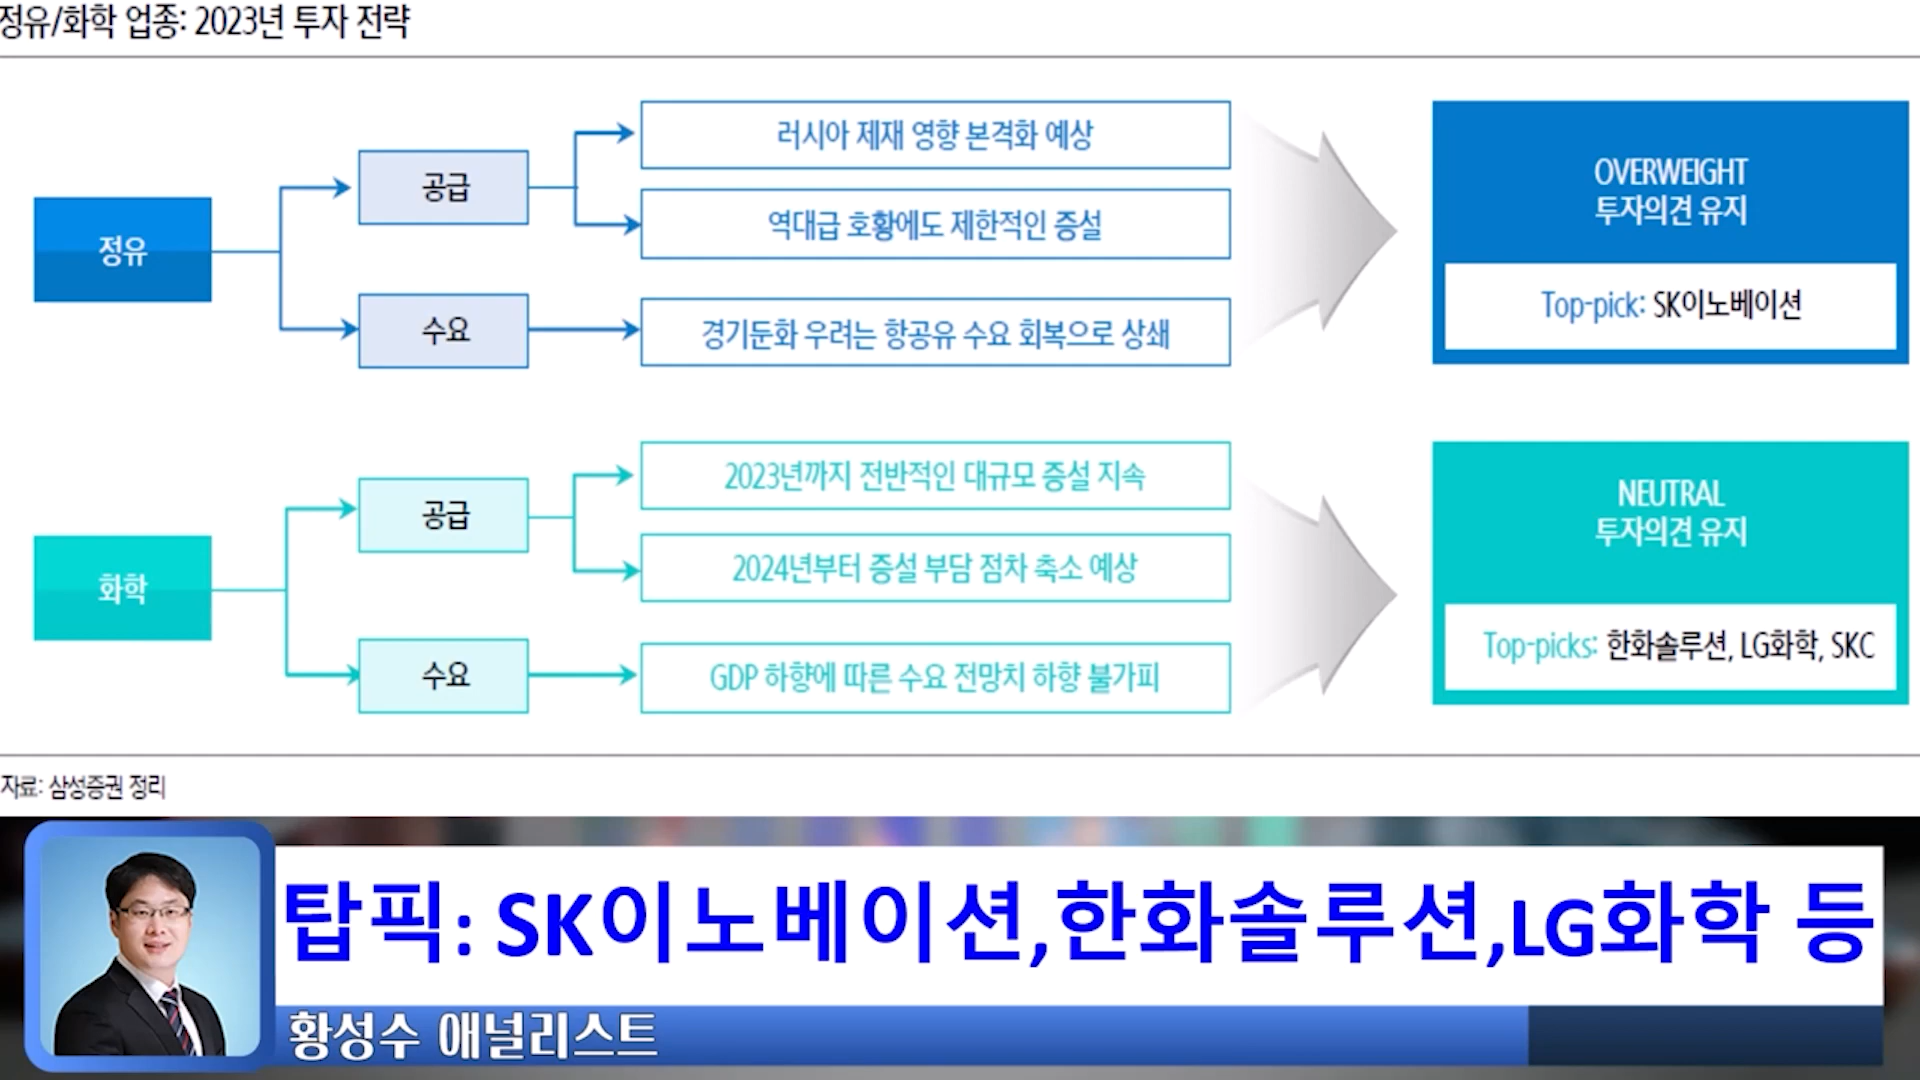 정유/화학 업종: 2023년 투자 전략
정유
공급
러시아 제재 영향 본격화 예상
역대급 호황에도 제한적인 증설
수요
경기둔화 우려는 항공유 수요 회복으로 상쇄
OVERWEIGHT
투자의견 유지
Top-pick: SK이노베이션
화학
공급
2023년까지 전반적인 대규모 증설 지속
2024년부터 증설 부담 점차 축소 예상
수요
GDP 하향에 따른 수요 전망치 하향 불가피
NEUTRAL
투자의견 유지
Top-picks: 한화솔루션, LG화학, SKC
자료: 삼성증권 정리
탑픽: SK이노베이션,한화솔루션,LG화학 등
황성수 애널리스트